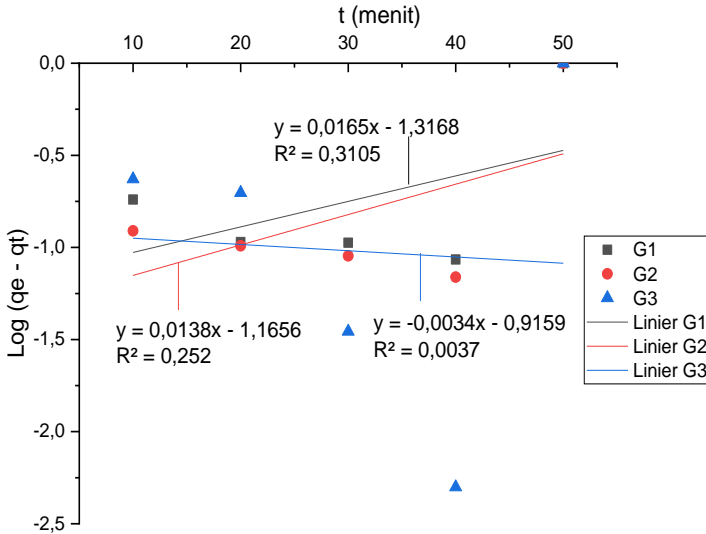 t (menit)
10 20 30 40 50
0,0
-0,5
-1,0
-1,5
-2,0
-2,5
Log (qe - qt)
y = 0,0165x - 1,3168
R² = 0,3105
y = 0,0138x - 1,1656
R² = 0,252
y = -0,0034x - 0,9159
R² = 0,0037
G1
G2
G3
Linier G1
Linier G2
Linier G3